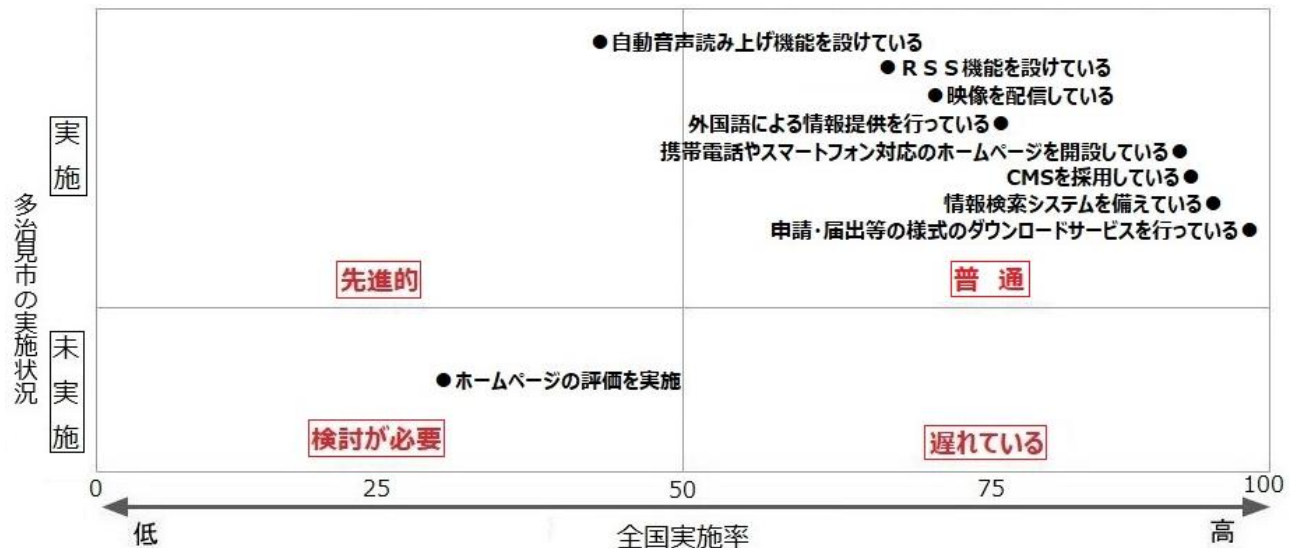 ●自動音声読み上げ機能を設けている
●ＲＳＳ機能を設けている
●映像を配信している
外国語による情報提供を行っている●
携帯電話やスマートフォン対応のホームページを開設している●
CMSを採用している●
情報検索システムを備えている●
申請・届出等の様式のダウンロードサービスを行っている●
先進的
普 通
実施
多治見市の実施状況
未実施
●ホームページの評価を実施
検討が必要
遅れている
0 25 50 75 100
低 全国実施率 高